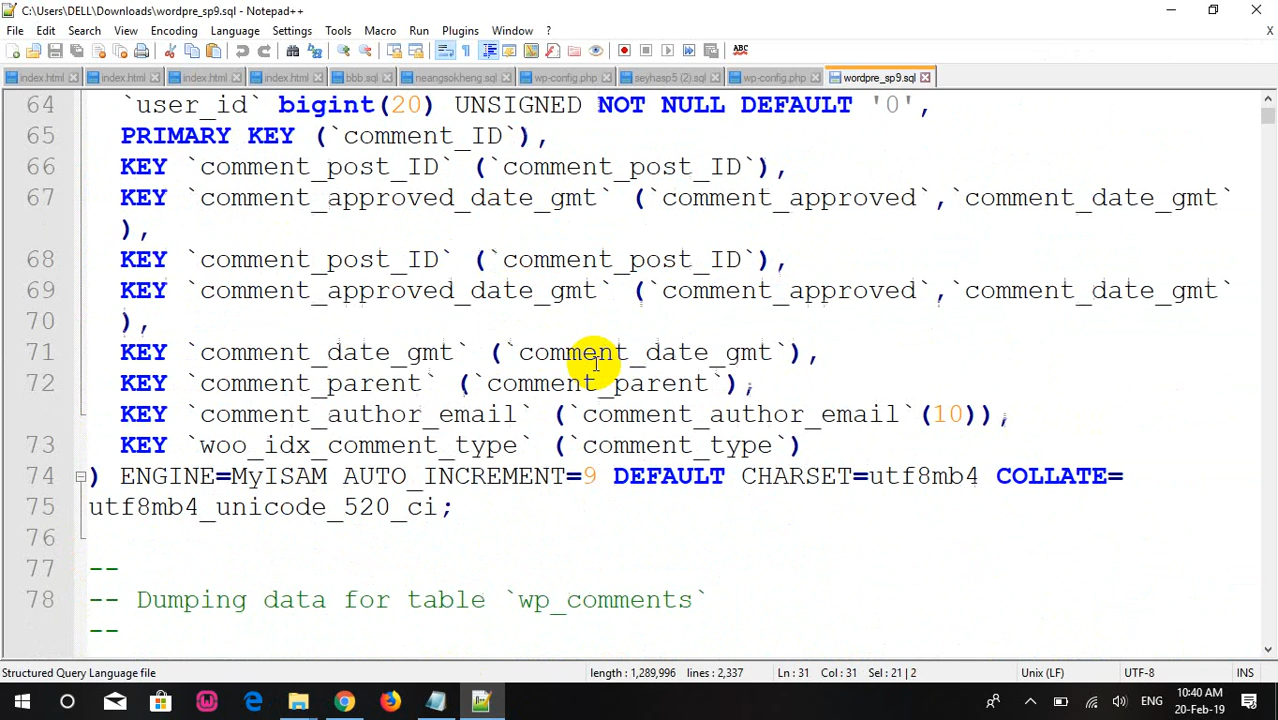 C:\Users\DELL\Downloads\wordpre_sp9.sql - Notepad++
File Edit Search View Encoding Language Settings Tools Macro Run Plugins Window ? X
index.html index.html index.html index.html bbb.sql neangsokheng.sql wp-config.php seyhasp5 (2).sql wp-config.php wordpre_sp9.sql
64 `user_id` bigint(20) UNSIGNED NOT NULL DEFAULT '0',
65 PRIMARY KEY (`comment_ID`),
66 KEY `comment_post_ID` (`comment_post_ID`),
67 KEY `comment_approved_date_gmt` (`comment_approved`,`comment_date_gmt`
),
68 KEY `comment_post_ID` (`comment_post_ID`),
69 KEY `comment_approved_date_gmt` (`comment_approved`,`comment_date_gmt`
70 ),
71 KEY `comment_date_gmt` (`comment_date_gmt`),
72 KEY `comment_parent` (`comment_parent`),
KEY `comment_author_email` (`comment_author_email`(10)),
73 KEY `woo_idx_comment_type` (`comment_type`)
74 ) ENGINE=MyISAM AUTO_INCREMENT=9 DEFAULT CHARSET=utf8mb4 COLLATE=
75 utf8mb4_unicode_520_ci;
76
77 --
78 -- Dumping data for table `wp_comments`
--
Structured Query Language file length : 1,289,996 lines : 2,337 Ln : 31 Col : 31 Sel : 21 | 2 Unix (LF) UTF-8 INS
ENG 10:40 AM
20-Feb-19